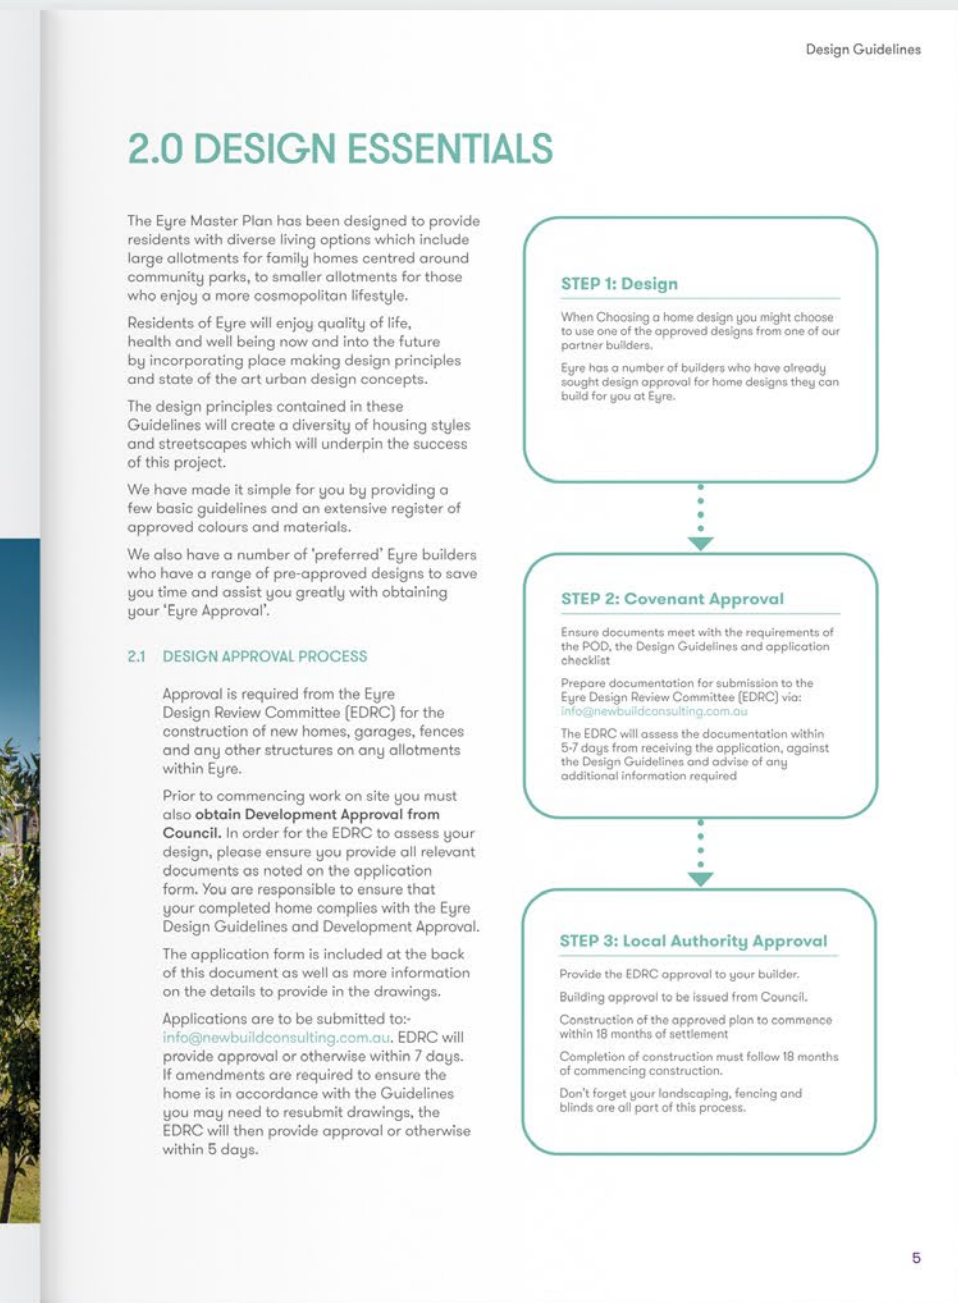 Design Guidelines
2.0 DESIGN ESSENTIALS
The Eyre Master Plan has been designed to provide
residents with diverse living options which include
large allotments for family homes centred around
community parks, to smaller allotments for those
who enjoy a more cosmopolitan lifestyle.
Residents of Eyre will enjoy quality of life,
health and well being now and into the future
by incorporating place making design principles
and state of the art urban design concepts.
The design principles contained in these
Guidelines will create a diversity of housing styles
and streetscapes which will underpin the success
of this project.
We have made it simple for you by providing a
few basic guidelines and an extensive register of
approved colours and materials.
We also have a number of 'preferred' Eyre builders
who have a range of pre-approved designs to save
you time and assist you greatly with obtaining
your 'Eyre Approval'.
2.1 DESIGN APPROVAL PROCESS
Approval is required from the Eyre
Design Review Committee (EDRC) for the
construction of new homes, garages, fences
and any other structures on any allotments
within Eyre.
Prior to commencing work on site you must
also obtain Development Approval from
Council. In order for the EDRC to assess your
design, please ensure you provide all relevant
documents as noted on the application
form. You are responsible to ensure that
your completed home complies with the Eyre
Design Guidelines and Development Approval.
The application form is included at the back
of this document as well as more information
on the details to provide in the drawings.
Applications are to be submitted to:-
info@newbuildconsulting.com.au. EDRC will
provide approval or otherwise within 7 days.
If amendments are required to ensure the
home is in accordance with the Guidelines
you may need to resubmit drawings, the
EDRC will then provide approval or otherwise
within 5 days.
STEP 1: Design
When Choosing a home design you might choose
to use one of the approved designs from one of our
partner builders.
Eyre has a number of builders who have already
sought design approval for home designs they can
build for you at Eyre.
STEP 2: Covenant Approval
Ensure documents meet with the requirements of
the POD, the Design Guidelines and application
checklist
Prepare documentation for submission to the
Eyre Design Review Committee (EDRC) via:
info@newbuildconsulting.com.au
The EDRC will assess the documentation within
5-7 days from receiving the application, against
the Design Guidelines and advise of any
additional information required
STEP 3: Local Authority Approval
Provide the EDRC approval to your builder.
Building approval to be issued from Council.
Construction of the approved plan to commence
within 18 months of settlement
Completion of construction must follow 18 months
of commencing construction.
Don't forget your landscaping, fencing and
blinds are all part of this process.
5